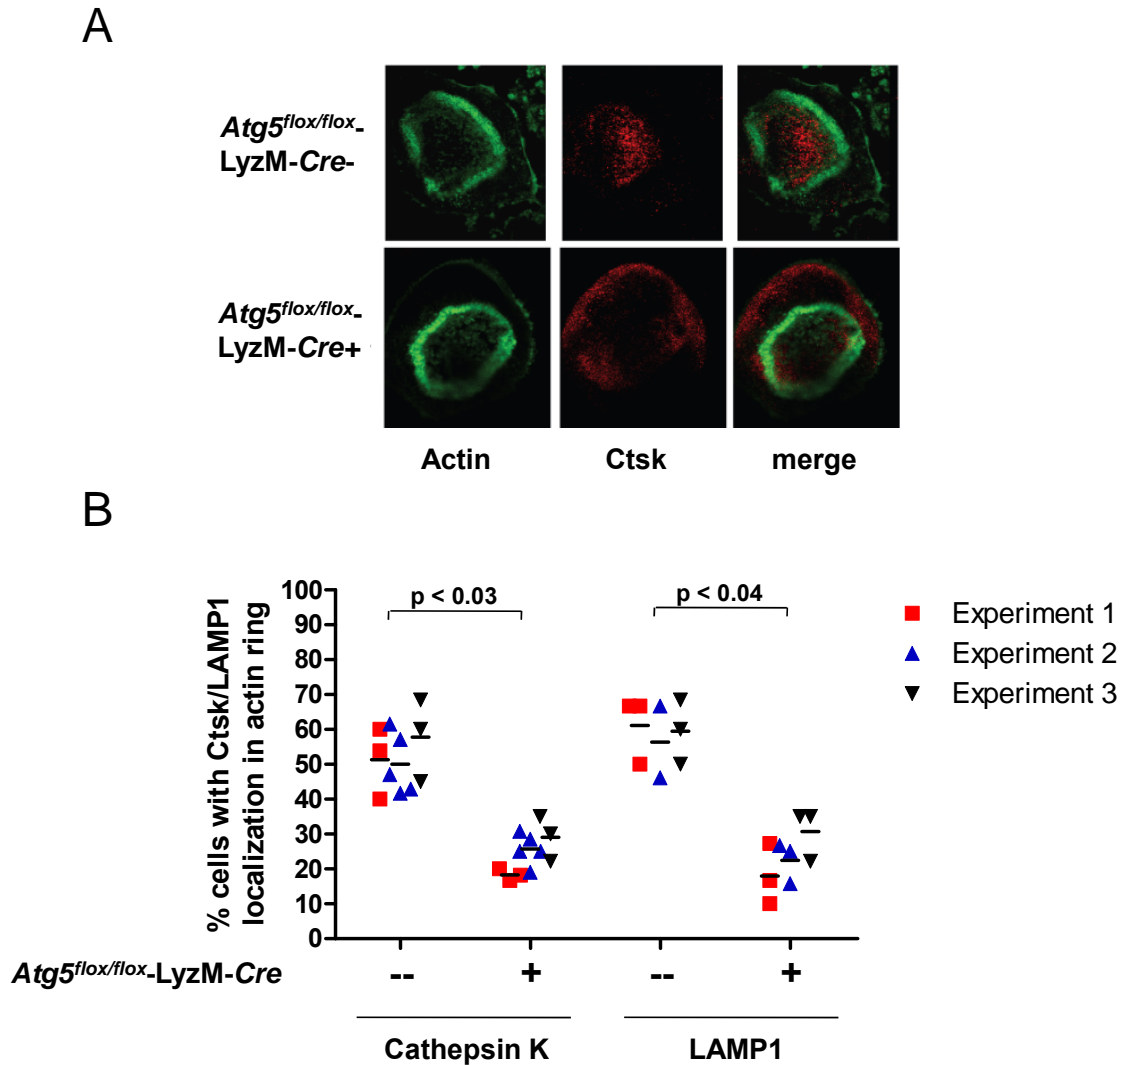 A
Atg5flox/flox-
LyzM-Cre-
Atg5flox/flox-
LyzM-Cre+
Actin Ctsk merge
B
% cells with Ctsk/LAMP1
localization in actin ring
100
90
80
70
60
50
40
30
20
10
0
p < 0.03
p < 0.04
Experiment 1
Experiment 2
Experiment 3
Atg5flox/flox-LyzM-Cre -- + -- +
Cathepsin K LAMP1